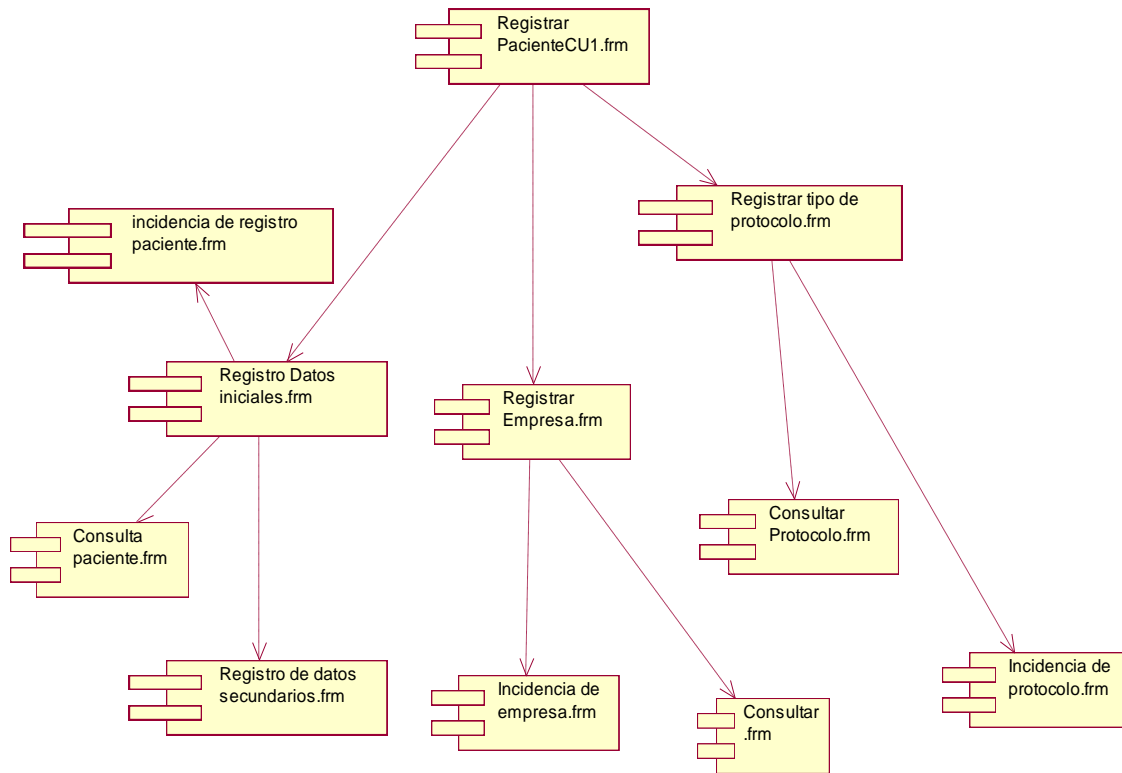 Registrar
PacienteCU1.frm
incidencia de registro
paciente.frm
Registrar tipo de
protocolo.frm
Registro Datos
iniciales.frm
Registrar
Empresa.frm
Consulta
paciente.frm
Consultar
Protocolo.frm
Registro de datos
secundarios.frm
Incidencia de
empresa.frm
Consultar
.frm
Incidencia de
protocolo.frm